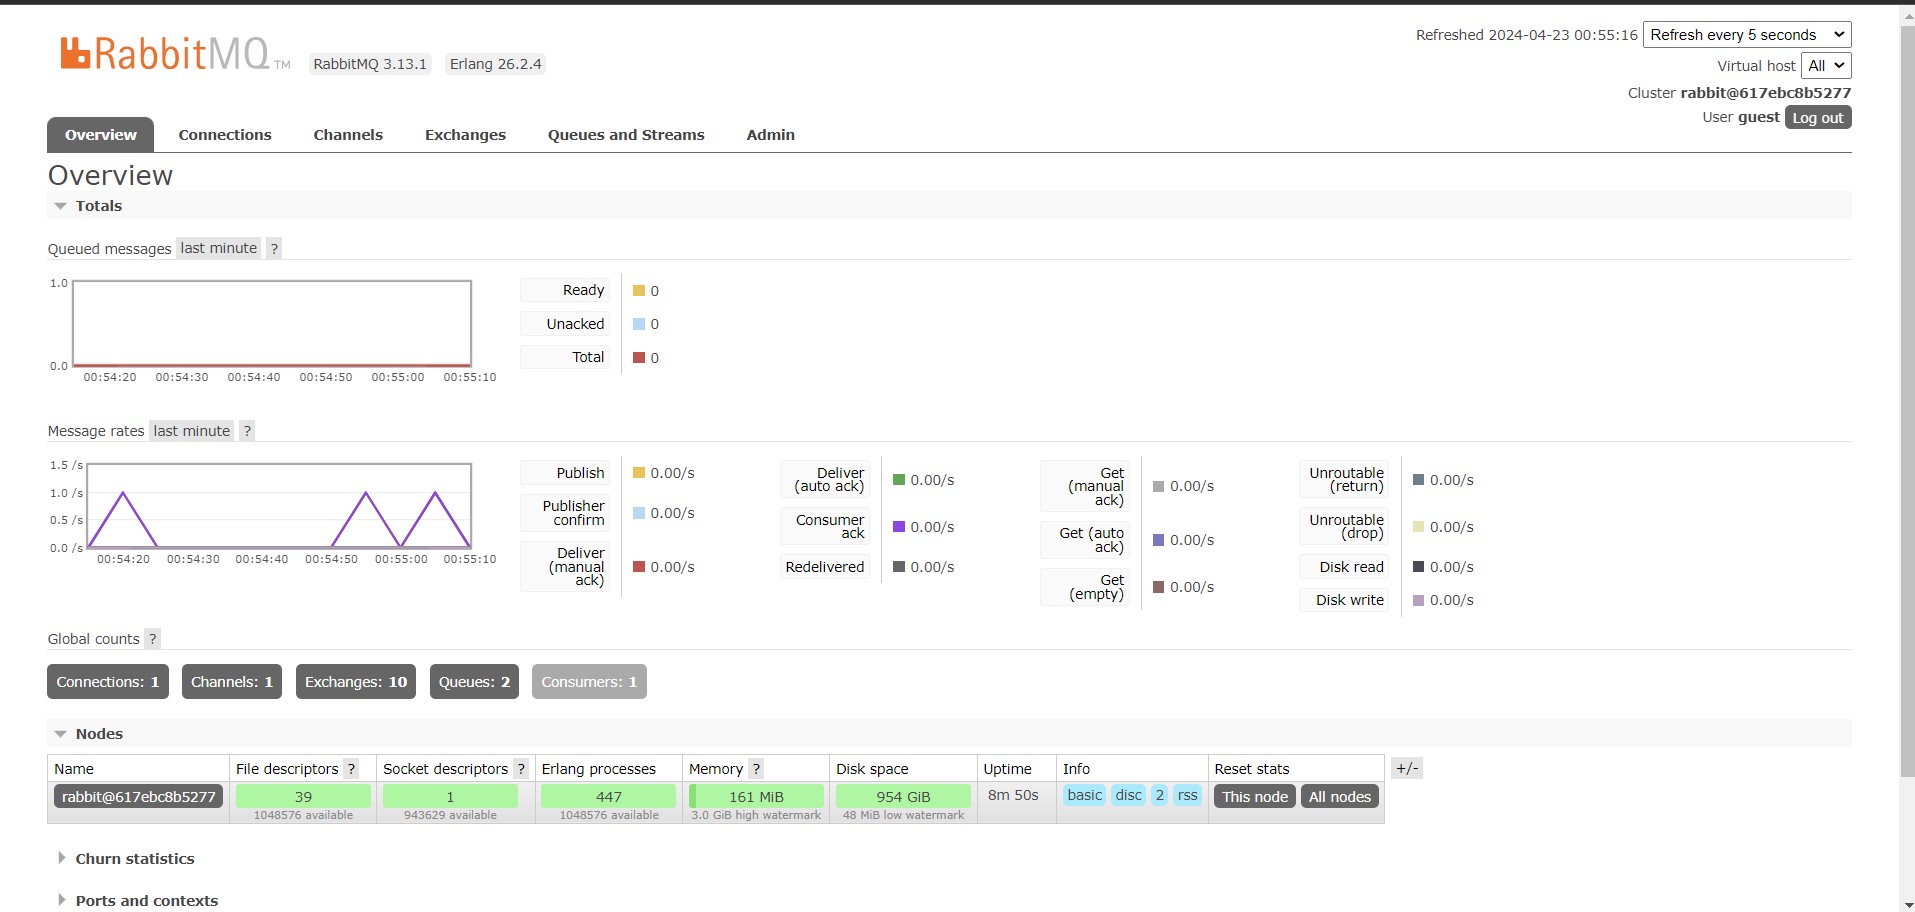 RabbitMQ TM RabbitMQ 3.13.1 Erlang 26.2.4
Refreshed 2024-04-23 00:55:16 Refresh every 5 seconds
Virtual host All
Cluster rabbit@617ebc8b5277
User guest Log out
Overview Connections Channels Exchanges Queues and Streams Admin
Overview
Totals
Queued messages last minute ?
1.0
0.0
00:54:20 00:54:30 00:54:40 00:54:50 00:55:00 00:55:10
Ready 0
Unacked 0
Total 0
Message rates last minute ?
1.5 /s
1.0 /s
0.5 /s
0.0 /s
00:54:20 00:54:30 00:54:40 00:54:50 00:55:00 00:55:10
Publish 0.00/s
Publisher
confirm 0.00/s
Deliver
(manual 0.00/s
ack)
Deliver
(auto ack) 0.00/s
Consumer
ack 0.00/s
Redelivered 0.00/s
Get
(manual 0.00/s
ack)
Get (auto
ack) 0.00/s
Get
(empty) 0.00/s
Unroutable
(return) 0.00/s
Unroutable
(drop) 0.00/s
Disk read 0.00/s
Disk write 0.00/s
Global counts ?
Connections: 1 Channels: 1 Exchanges: 10 Queues: 2 Consumers: 1
Nodes
Name File descriptors ? Socket descriptors ? Erlang processes Memory ? Disk space Uptime Info Reset stats +/-
rabbit@617ebc8b5277 39 1 447 161 MiB 954 GiB 8m 50s basic disc 2 rss This node All nodes
1048576 available 943629 available 1048576 available 3.0 GiB high watermark 48 MiB low watermark
Churn statistics
Ports and contexts